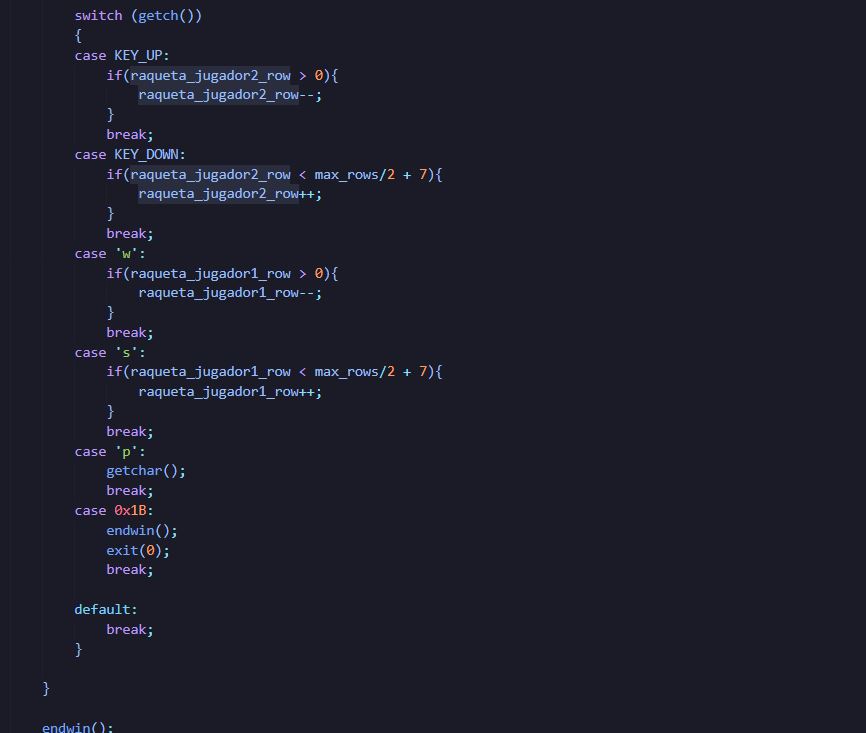 switch (getch())
{
case KEY_UP:
if(raqueta_jugador2_row > 0){
raqueta_jugador2_row--;
}
break;
case KEY_DOWN:
if(raqueta_jugador2_row < max_rows/2 + 7){
raqueta_jugador2_row++;
}
break;
case 'w':
if(raqueta_jugador1_row > 0){
raqueta_jugador1_row--;
}
break;
case 's':
if(raqueta_jugador1_row < max_rows/2 + 7){
raqueta_jugador1_row++;
}
break;
case 'p':
getchar();
break;
case 0x1B:
endwin();
exit(0);
break;
default:
break;
}
}
endwin();